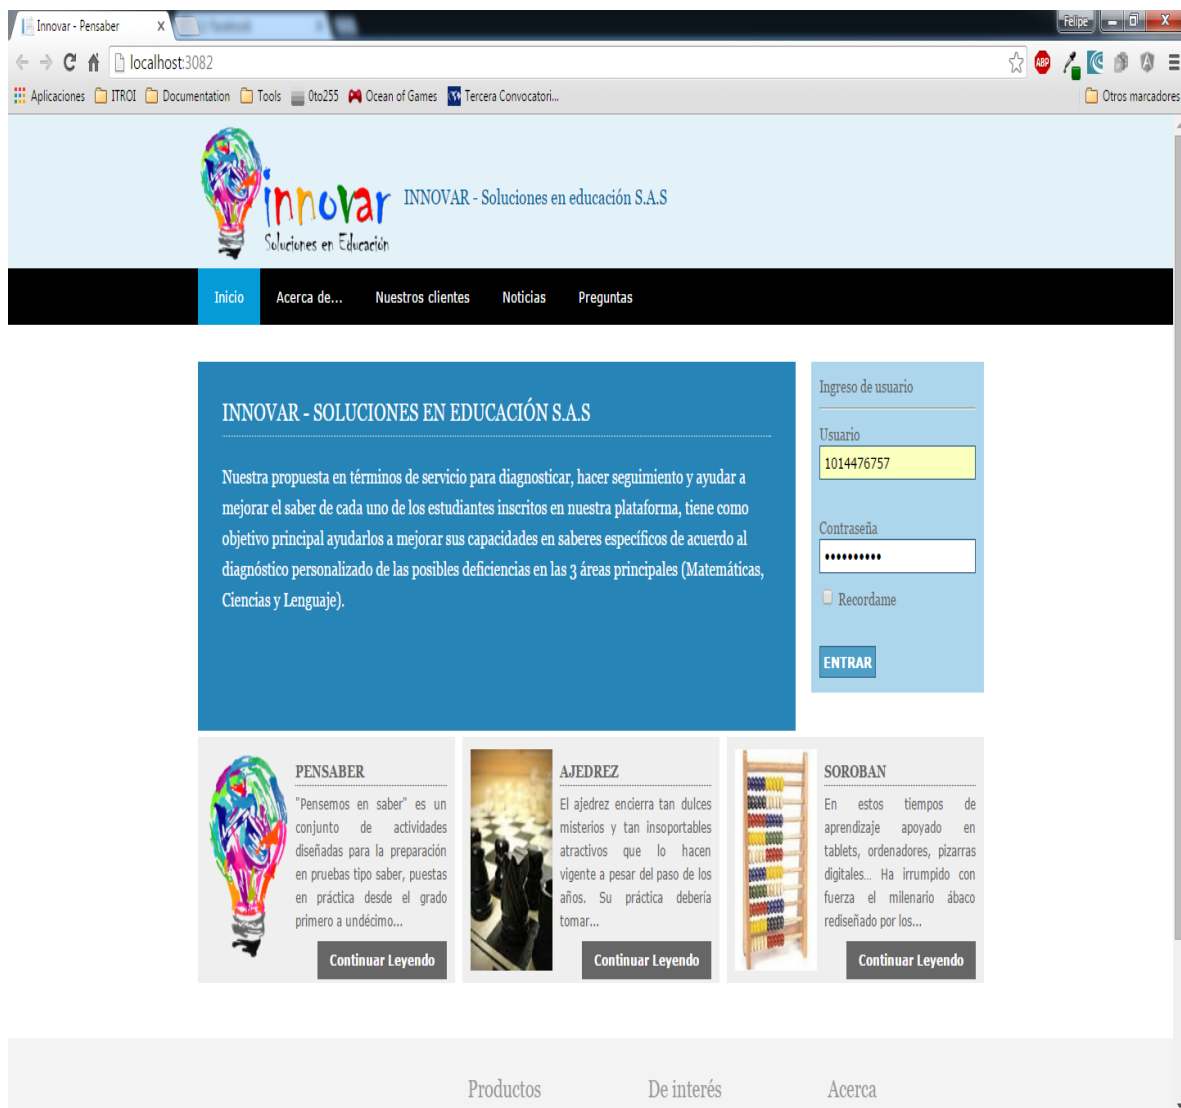 Innovar - Pensaber
Felipe
localhost:3082
ABP
Aplicaciones ITROI Documentation Tools 0to255 Ocean of Games Tercera Convocatori... Otros marcadores
innovar
Soluciones en Educación
INNOVAR - Soluciones en educación S.A.S
Inicio Acerca de... Nuestros clientes Noticias Preguntas
INNOVAR - SOLUCIONES EN EDUCACIÓN S.A.S
Nuestra propuesta en términos de servicio para diagnosticar, hacer seguimiento y ayudar a
mejorar el saber de cada uno de los estudiantes inscritos en nuestra plataforma, tiene como
objetivo principal ayudarlos a mejorar sus capacidades en saberes específicos de acuerdo al
diagnóstico personalizado de las posibles deficiencias en las 3 áreas principales (Matemáticas,
Ciencias y Lenguaje).
Ingreso de usuario
Usuario
1014476757
Contraseña
••••••••••
Recordame
ENTRAR
PENSABER
"Pensemos en saber" es un
conjunto de actividades
diseñadas para la preparación
en pruebas tipo saber, puestas
en práctica desde el grado
primero a undécimo...
Continuar Leyendo
AJEDREZ
El ajedrez encierra tan dulces
misterios y tan insoportables
atractivos que lo hacen
vigente a pesar del paso de los
años. Su práctica debería
tomar...
Continuar Leyendo
SOROBAN
En estos tiempos de
aprendizaje apoyado en
tablets, ordenadores, pizarras
digitales... Ha irrumpido con
fuerza el milenario ábaco
rediseñado por los...
Continuar Leyendo
Productos De interés Acerca